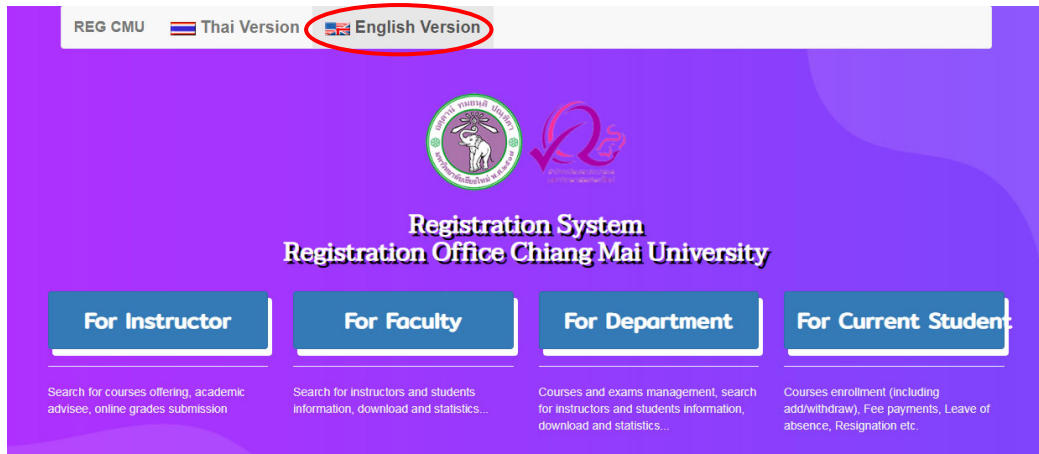 REG CMU Thai Version English Version
Registration System
Registration Office Chiang Mai University
For Instructor
Search for courses offering, academic
advisee, online grades submission
For Faculty
Search for instructors and students
information, download and statistics...
For Department
Courses and exams management, search
for instructors and students information,
download and statistics...
For Current Student
Courses enrollment (including
add/withdraw), Fee payments, Leave of
absence, Resignation etc.